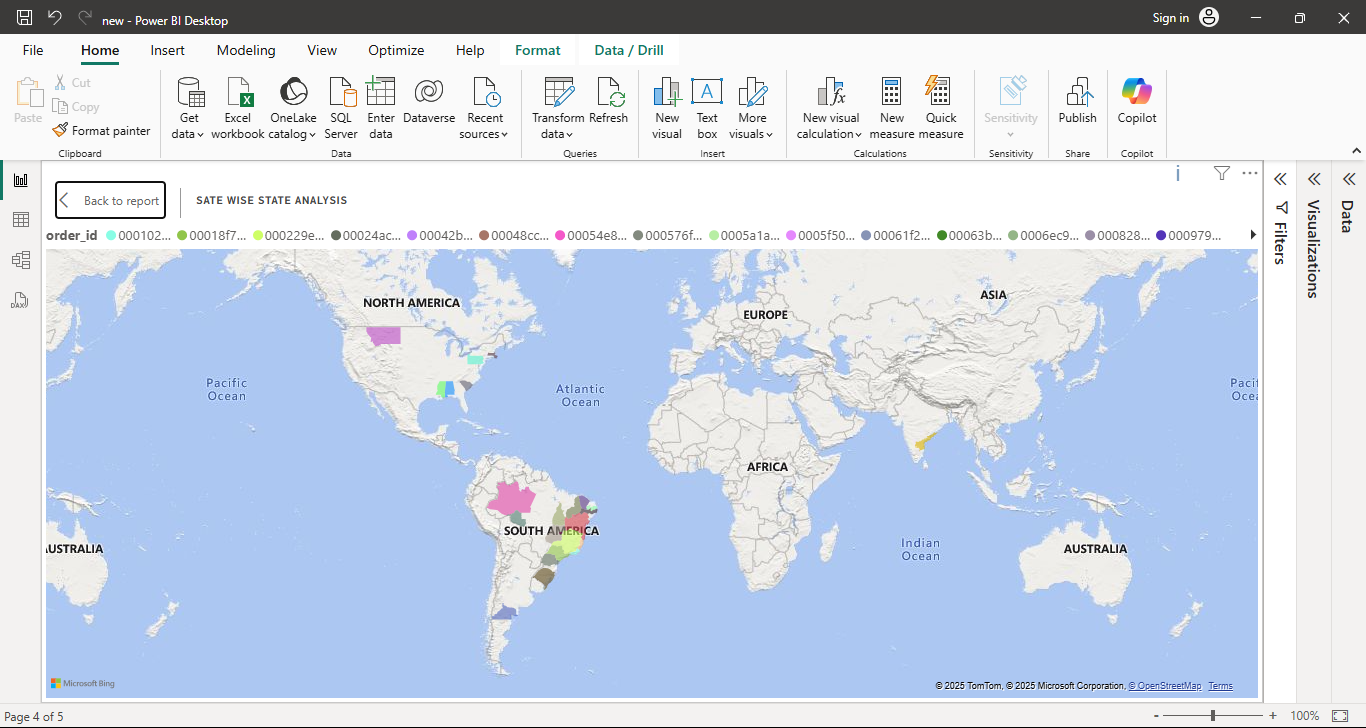 new - Power BI Desktop
Sign in
File Home Insert Modeling View Optimize Help Format Data / Drill
Paste
Cut
Copy
Format painter
Clipboard
Get data
Excel workbook
OneLake catalog
SQL Server
Enter data
Dataverse
Recent sources
Data
Transform data
Refresh
Queries
New visual
Text box
More visuals
Insert
New visual calculation
New measure
Quick measure
Calculations
Sensitivity
Sensitivity
Publish
Share
Copilot
Copilot
Back to report
SATE WISE STATE ANALYSIS
order_id 000102... 00018f7... 000229e... 00024ac... 00042b... 00048cc... 00054e8... 000576f... 0005a1a... 0005f50... 00061f2... 00063b... 0006ec9... 000828... 000979...
Filters
Visualizations
Data
DAX
NORTH AMERICA
ASIA
EUROPE
Pacific
Ocean
Atlantic
Ocean
Pacif
Ocea
AFRICA
SOUTH AMERICA
Indian
Ocean
AUSTRALIA
AUSTRALIA
Microsoft Bing
© 2025 TomTom, © 2025 Microsoft Corporation, © OpenStreetMap Terms
Page 4 of 5
- + 100%